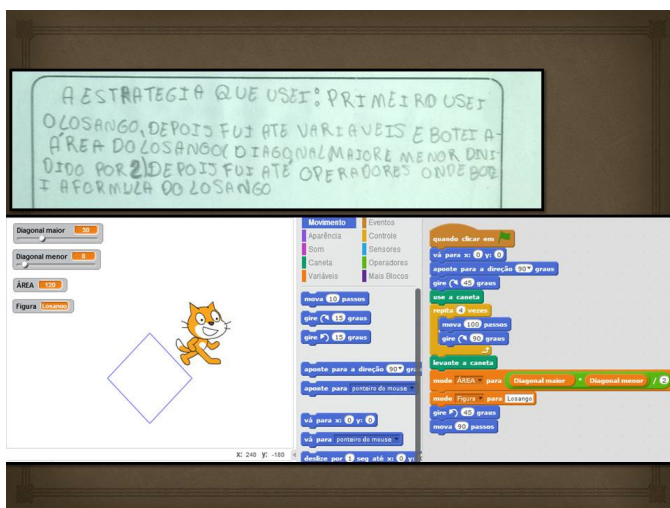 A ESTRATEGIA QUE USEI: PRIMEIRO USEI
O LOSANGO, DEPOIS FUI ATE VARIAVEIS E BOTEI A
ÁREA DO LOSANGO( DIAGONAL MAIOR E MENOR DIVI
DIDO POR 2) DEPOIS FUI ATÉ OPERADORES ONDE BOTE
I A FORMULA DO LOSANGO
Diagonal maior 30
Diagonal menor 8
ÁREA 120
Figura Losango
X: 240 y: -180
Movimento
Aparência
Som
Caneta
Variáveis
Eventos
Controle
Sensores
Operadores
Mais Blocos
mova 10 passos
gire 15 graus
gire 15 graus
aponte para a direção 90 gra
aponte para ponteiro do mouse
vá para x: 0 y: 0
vá para ponteiro do mouse
deslize por 1 seg até x: 0 y:
quando clicar em
vá para x: 0 y: 0
aponte para a direção 90 graus
gire 45 graus
use a caneta
repita 4 vezes
mova 100 passos
gire 90 graus
levante a caneta
mude ÁREA para Diagonal maior * Diagonal menor / 2
mude Figura para Losango
gire 45 graus
mova 90 passos